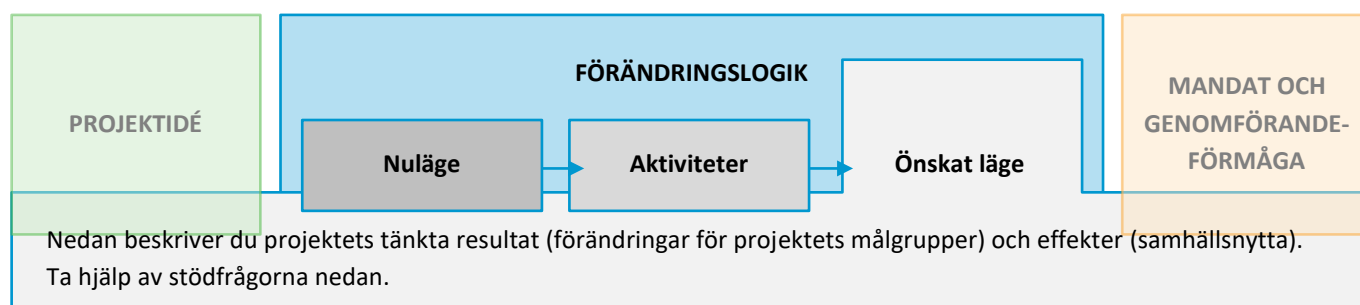 PROJEKTIDÉ
FÖRÄNDRINGSLOGIK
Nuläge
Aktiviteter
Önskat läge
MANDAT OCH
GENOMFÖRANDE-
FÖRMÅGA
Nedan beskriver du projektets tänkta resultat (förändringar för projektets målgrupper) och effekter (samhällsnytta).
Ta hjälp av stödfrågorna nedan.